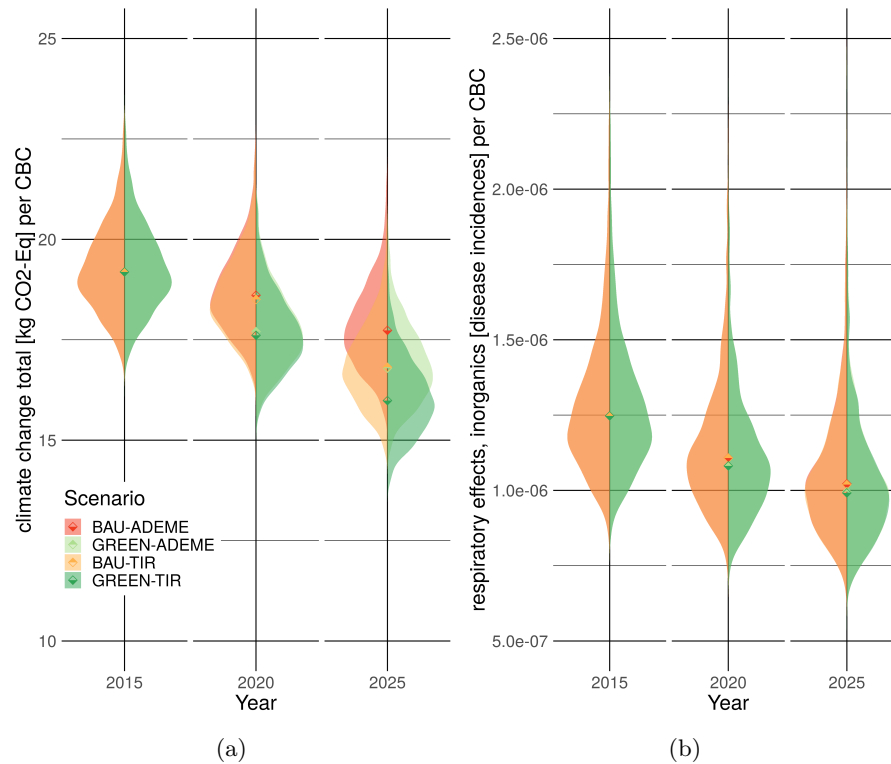 climate change total [kg CO2-Eq] per CBC
25
20
15
10
Scenario
BAU-ADEME
GREEN-ADEME
BAU-TIR
GREEN-TIR
2015 2020 2025
Year
(a)
respiratory effects, inorganics [disease incidences] per CBC
2.5e-06
2.0e-06
1.5e-06
1.0e-06
5.0e-07
2015 2020 2025
Year
(b)